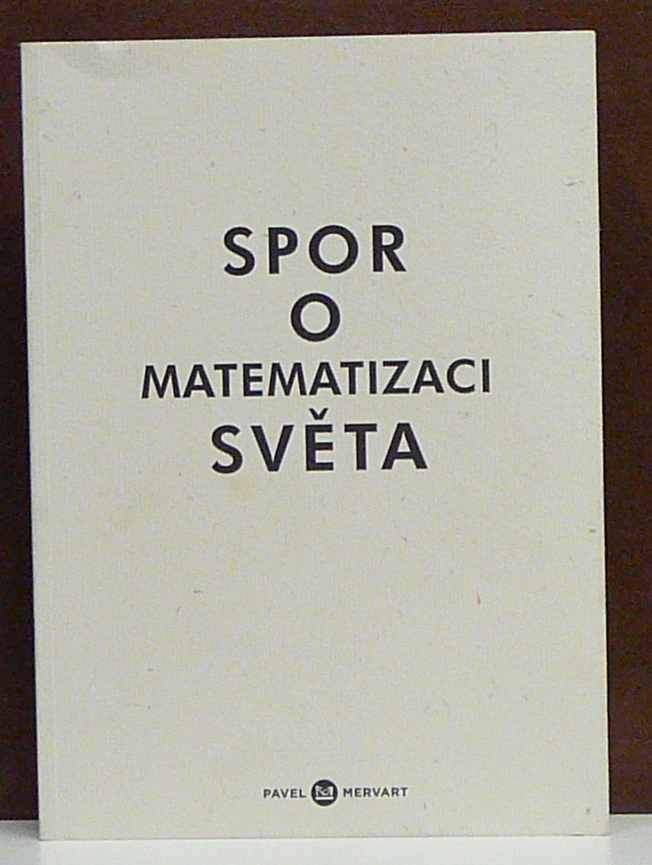 SPOR
O
MATEMATIZACI
SVĚTA
PAVEL MERVART